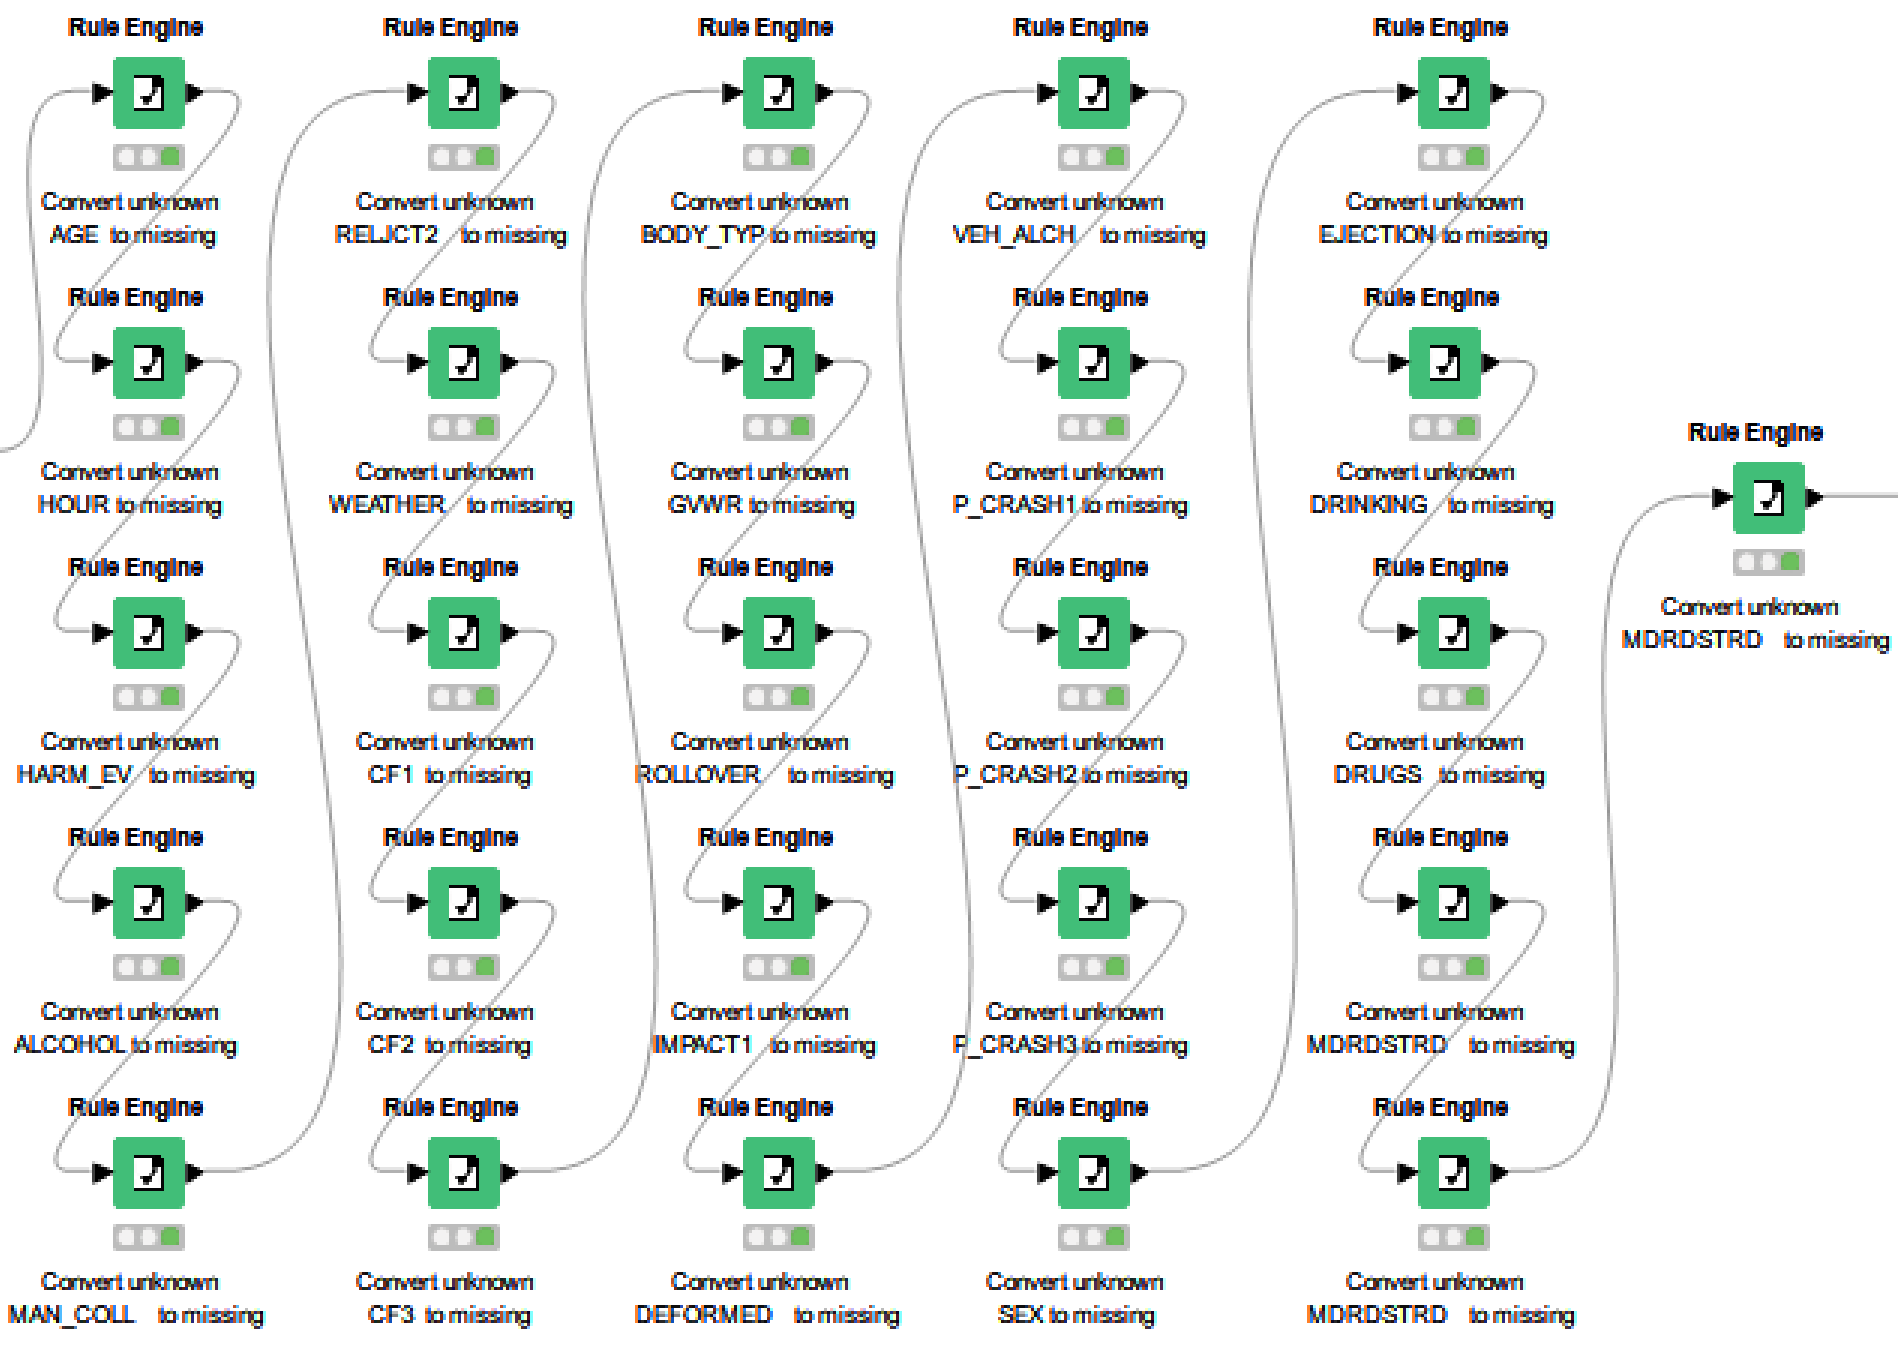 Rule Engine
Convert unknown
AGE to missing
Rule Engine
Convert unknown
HOUR to missing
Rule Engine
Convert unknown
HARM_EV to missing
Rule Engine
Convert unknown
ALCOHOL to missing
Rule Engine
Convert unknown
MAN_COLL to missing
Rule Engine
Convert unknown
RELJCT2 to missing
Rule Engine
Convert unknown
WEATHER to missing
Rule Engine
Convert unknown
CF1 to missing
Rule Engine
Convert unknown
CF2 to missing
Rule Engine
Convert unknown
CF3 to missing
Rule Engine
Convert unknown
BODY_TYP to missing
Rule Engine
Convert unknown
GVWR to missing
Rule Engine
Convert unknown
ROLLOVER to missing
Rule Engine
Convert unknown
IMPACT1 to missing
Rule Engine
Convert unknown
DEFORMED to missing
Rule Engine
Convert unknown
VEH_ALCH to missing
Rule Engine
Convert unknown
P_CRASH1 to missing
Rule Engine
Convert unknown
P_CRASH2 to missing
Rule Engine
Convert unknown
P_CRASH3 to missing
Rule Engine
Convert unknown
SEX to missing
Rule Engine
Convert unknown
EJECTION to missing
Rule Engine
Convert unknown
DRINKING to missing
Rule Engine
Convert unknown
DRUGS to missing
Rule Engine
Convert unknown
MDRDSTRD to missing
Rule Engine
Convert unknown
MDRDSTRD to missing
Rule Engine
Convert unknown
MDRDSTRD to missing